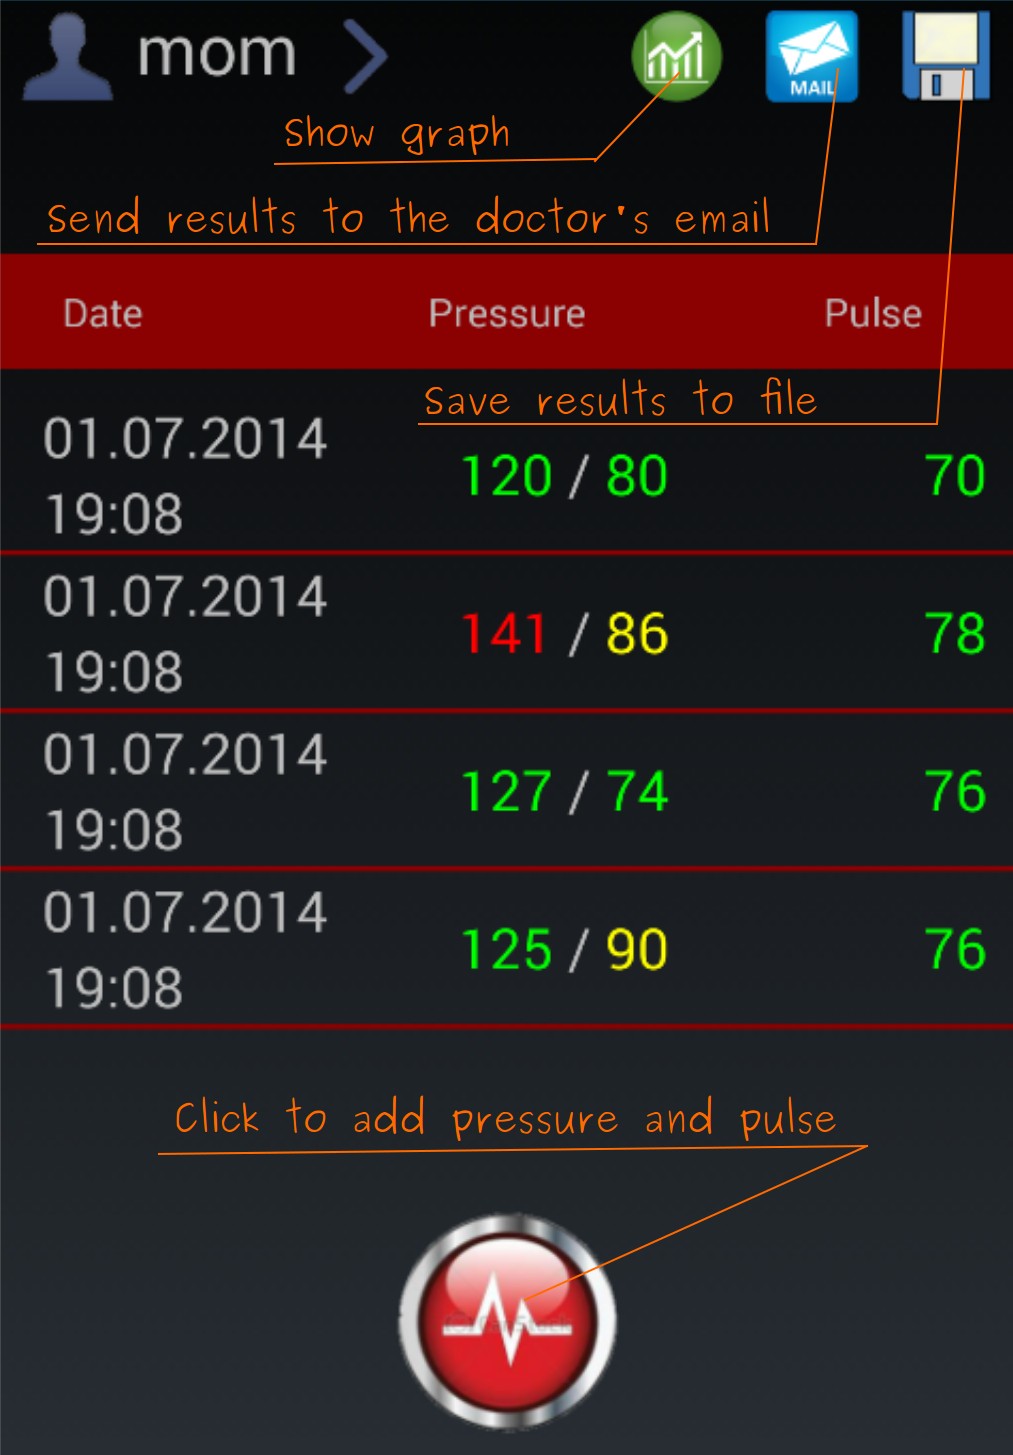 mom
MAIL
Show graph
Send results to the doctor's email
Date Pressure Pulse
Save results to file
01.07.2014
19:08
120 / 80 70
01.07.2014
19:08
141 / 86 78
01.07.2014
19:08
127 / 74 76
01.07.2014
19:08
125 / 90 76
Click to add pressure and pulse